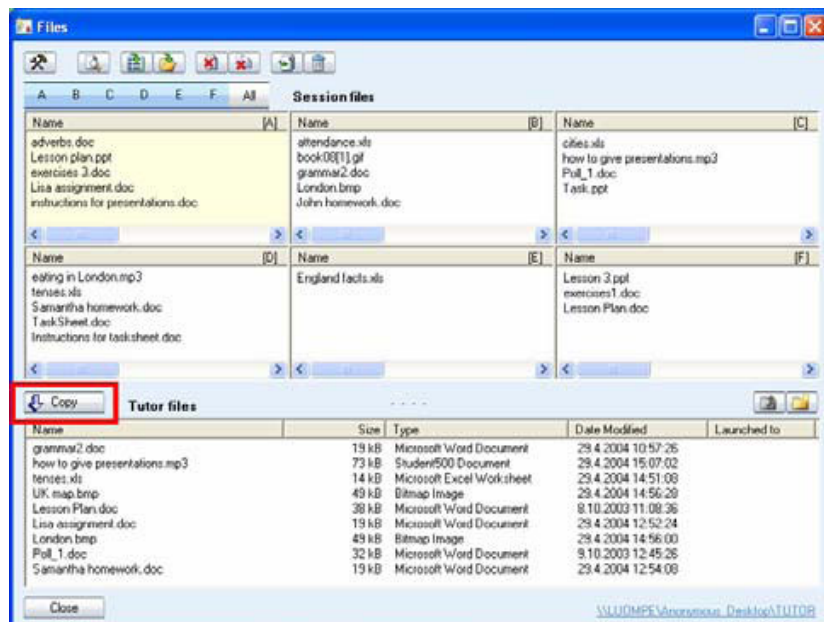 Files
A B C D E F All Session files
Name [A]
adverbs.doc
Lesson plan.ppt
exercises 3.doc
Lisa assignment.doc
instructions for presentations.doc
Name [B]
attendance.xls
book08[1].gif
grammar2.doc
London.bmp
John homework.doc
Name [C]
cities.xls
how to give presentations.mp3
Poll_1.doc
Task.ppt
Name [D]
eating in London.mp3
tenses.xls
Samantha homework.doc
TaskSheet.doc
Instructions for tasksheet.doc
Name [E]
England facts.xls
Name [F]
Lesson 3.ppt
exercises1.doc
Lesson Plan.doc
Copy Tutor files
Name Size Type Date Modified Launched to
grammar2.doc 19 kB Microsoft Word Document 29.4.2004 10:57:26
how to give presentations.mp3 73 kB Student500 Document 29.4.2004 15:07:02
tenses.xls 14 kB Microsoft Excel Worksheet 29.4.2004 14:51:08
UK map.bmp 49 kB Bitmap Image 29.4.2004 14:56:28
Lesson Plan.doc 38 kB Microsoft Word Document 8.10.2003 11:08:36
Lisa assignment.doc 19 kB Microsoft Word Document 29.4.2004 12:52:24
London.bmp 49 kB Bitmap Image 29.4.2004 14:56:00
Poll_1.doc 32 kB Microsoft Word Document 9.10.2003 12:45:26
Samantha homework.doc 19 kB Microsoft Word Document 29.4.2004 12:54:08
Close \\LUOMPE\Anonymous_Desktop\TUTOR